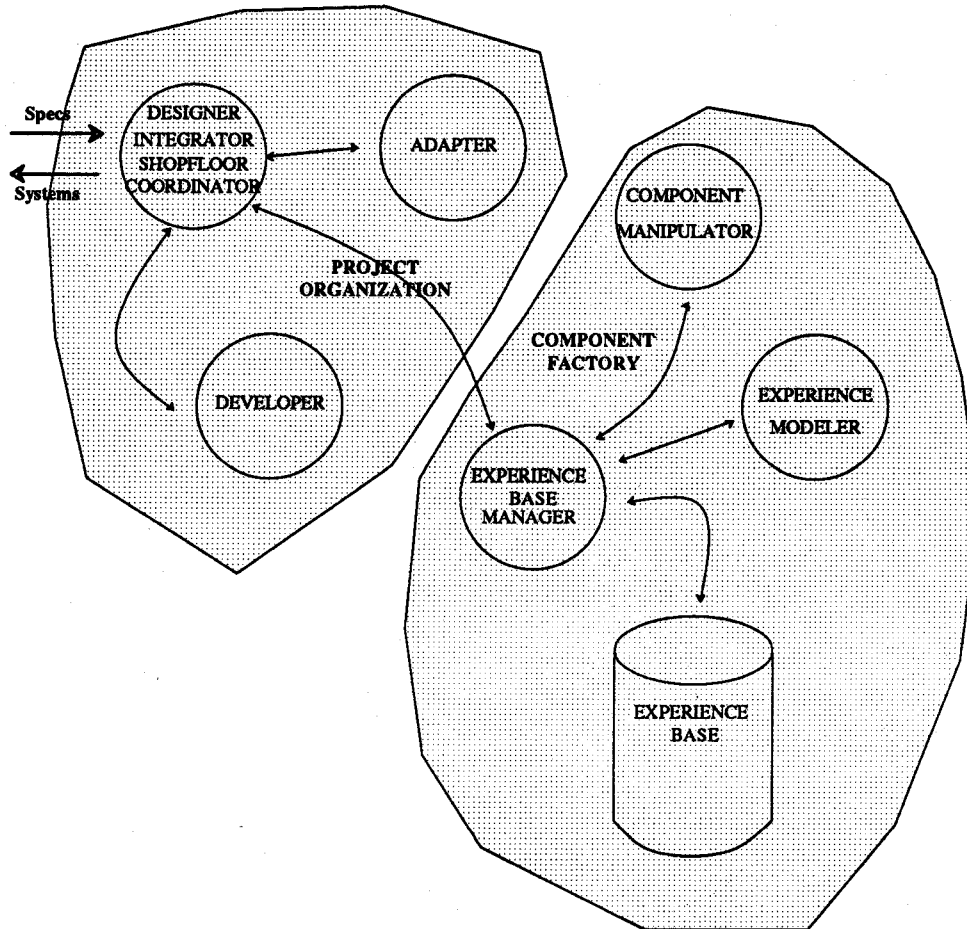 Specs
Systems
DESIGNER
INTEGRATOR
SHOPFLOOR
COORDINATOR
ADAPTER
PROJECT
ORGANIZATION
DEVELOPER
COMPONENT
MANIPULATOR
COMPONENT
FACTORY
EXPERIENCE
MODELER
EXPERIENCE
BASE
MANAGER
EXPERIENCE
BASE